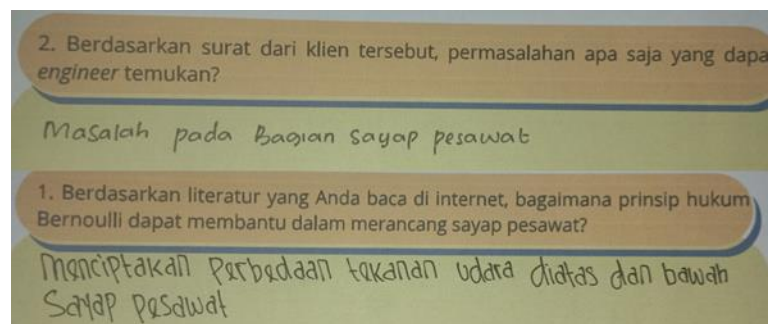 2. Berdasarkan surat dari klien tersebut, permasalahan apa saja yang dapa
engineer temukan?
Masalah pada Bagian sayap pesawat
1. Berdasarkan literatur yang Anda baca di internet, bagaimana prinsip hukum
Bernoulli dapat membantu dalam merancang sayap pesawat?
Menciptakan Perbedaan tekanan udara diatas dan bawah
Sayap pesawat